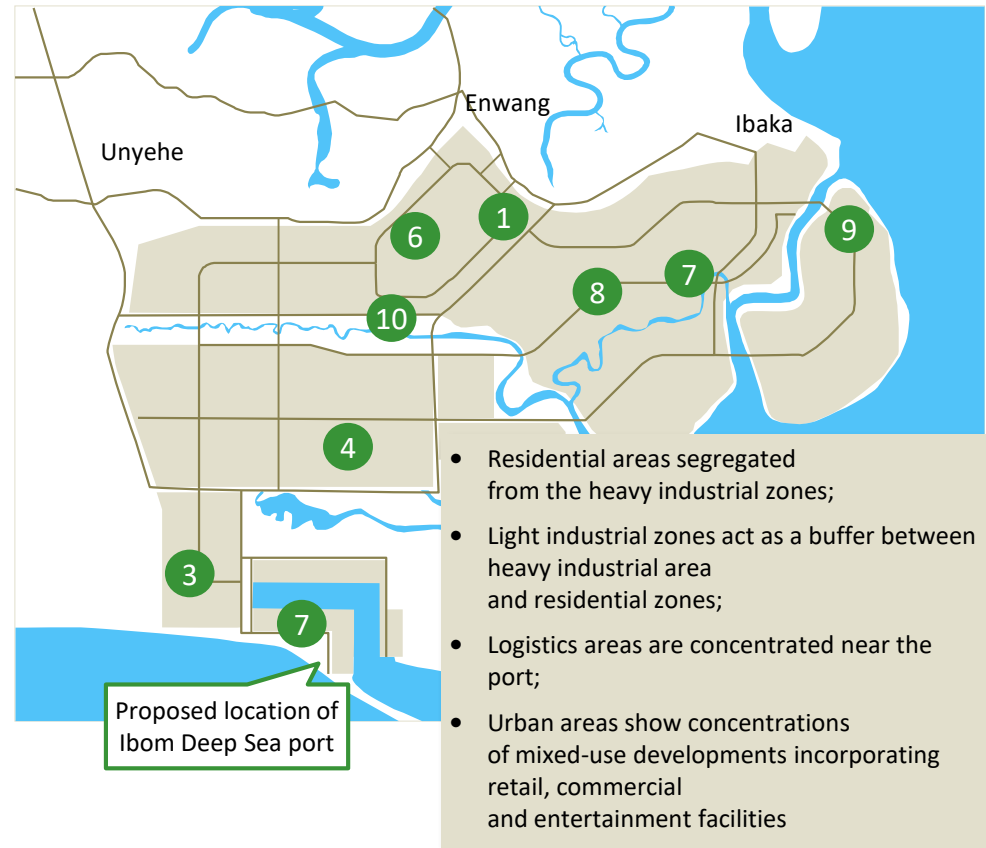 Enwang
Ibaka
Unyehe
1
6
9
7
8
10
4
3
7
Proposed location of
Ibom Deep Sea port
• Residential areas segregated
from the heavy industrial zones;
• Light industrial zones act as a buffer between
heavy industrial area
and residential zones;
• Logistics areas are concentrated near the
port;
• Urban areas show concentrations
of mixed-use developments incorporating
retail, commercial
and entertainment facilities